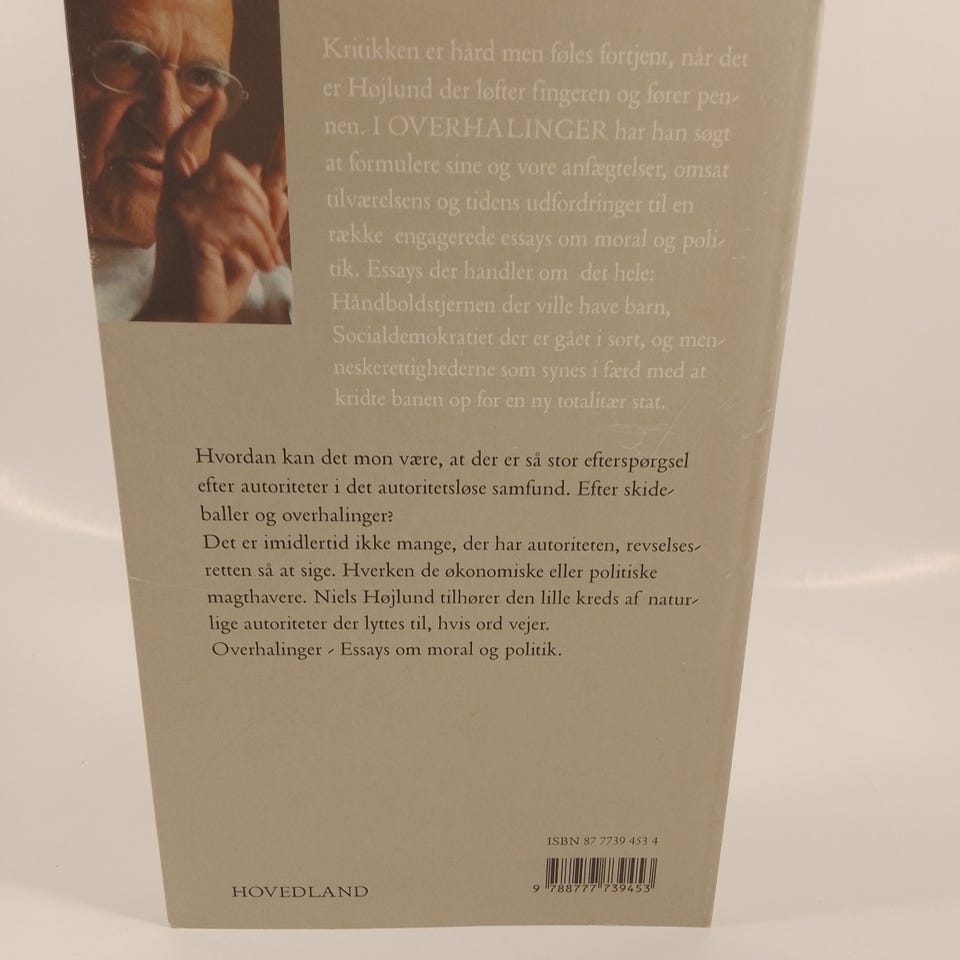 Kritikken er hård men føles fortjent, når det
er Højlund der løfter fingeren og fører pen-
nen. I OVERHALINGER har han søgt
at formulere sine og vore anfægtelser, omsat
tilværelsens og tidens udfordringer til en
række engagerede essays om moral og poli-
tik. Essays der handler om det hele:
Håndboldstjernen der ville have barn,
Socialdemokratiet der er gået i sort, og men-
neskerettighederne som synes i færd med at
kridte banen op for en ny totalitær stat.
Hvordan kan det mon være, at der er så stor efterspørgsel
efter autoriteter i det autoritetsløse samfund. Efter skide-
baller og overhalinger?
Det er imidlertid ikke mange, der har autoriteten, revselses-
retten så at sige. Hverken de økonomiske eller politiske
magthavere. Niels Højlund tilhører den lille kreds af natur-
lige autoriteter der lyttes til, hvis ord vejer.
Overhalinger - Essays om moral og politik.
ISBN 87 7739 453 4
9 788777 739453
HOVEDLAND